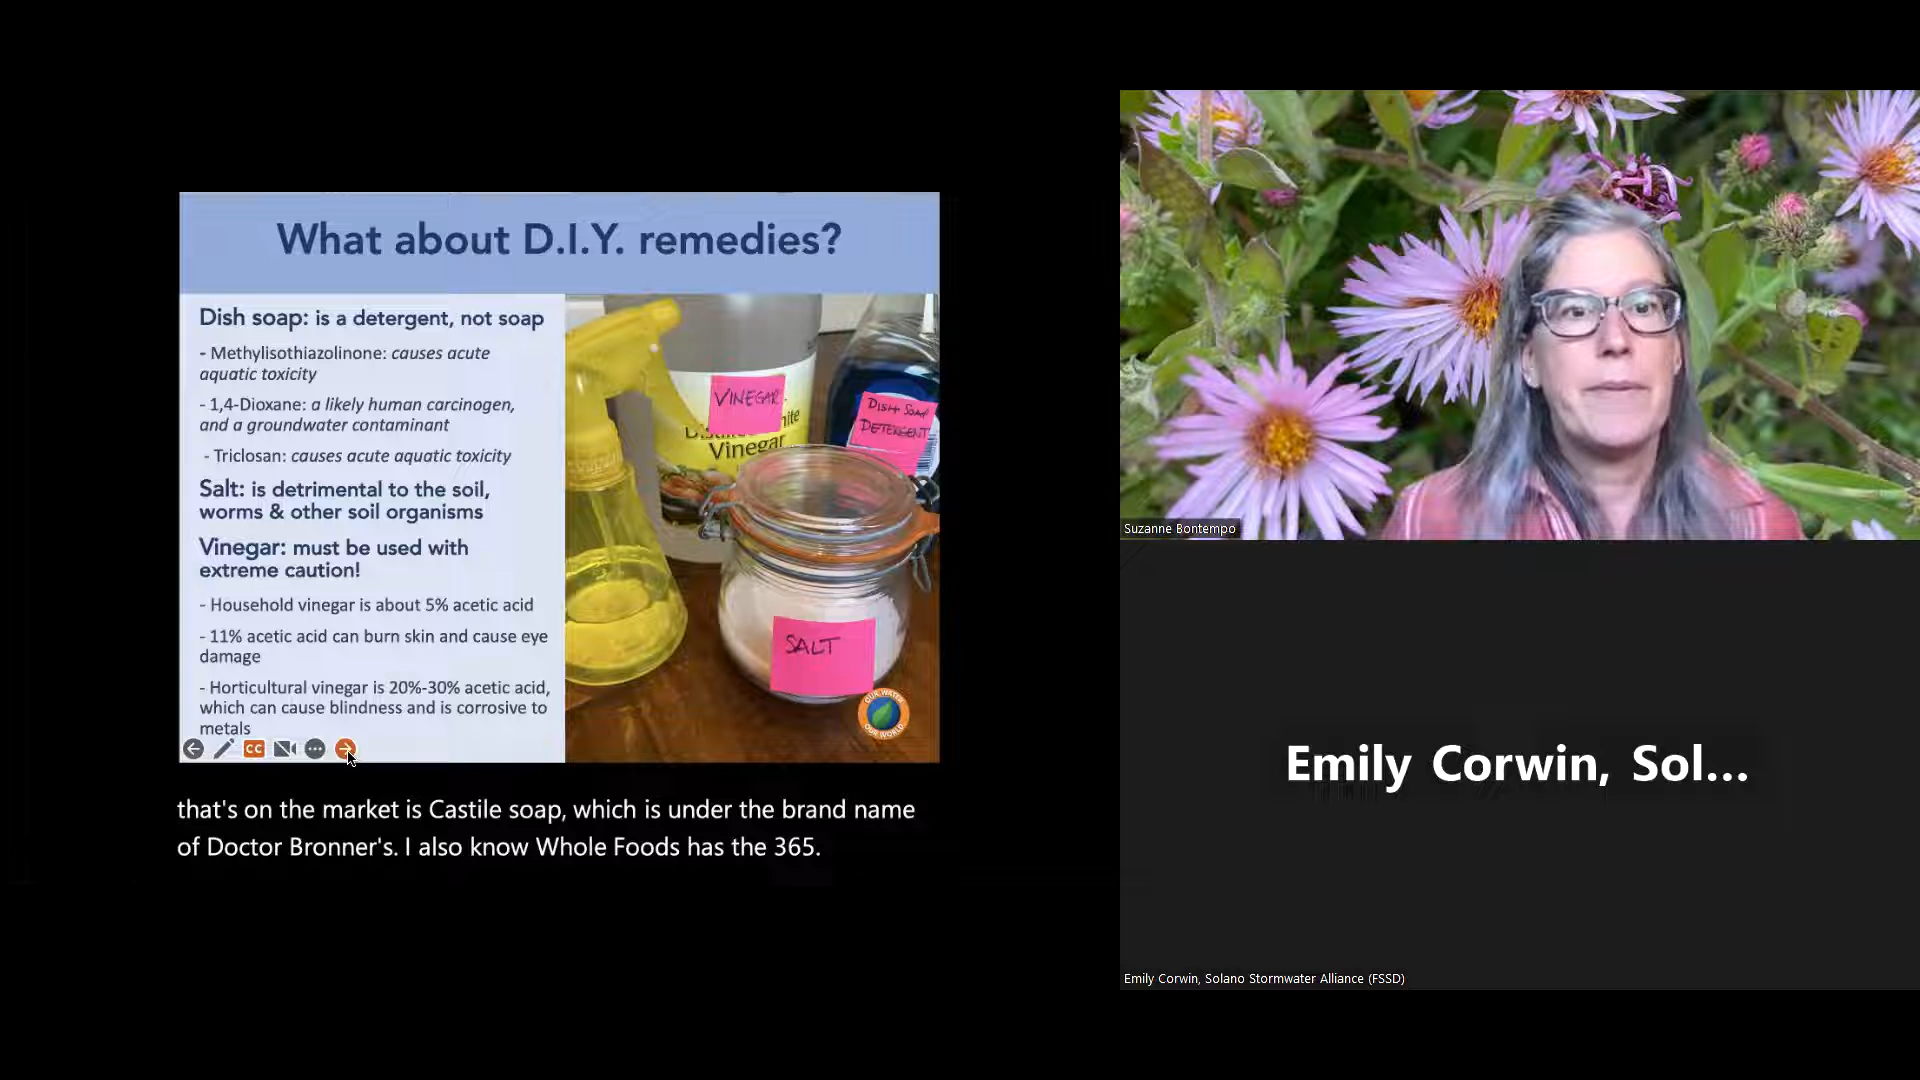 What about D.I.Y. remedies?
Dish soap: is a detergent, not soap
- Methylisothiazolinone: causes acute
aquatic toxicity
- 1,4-Dioxane: a likely human carcinogen,
and a groundwater contaminant
- Triclosan: causes acute aquatic toxicity
Salt: is detrimental to the soil,
worms & other soil organisms
Vinegar: must be used with
extreme caution!
- Household vinegar is about 5% acetic acid
- 11% acetic acid can burn skin and cause eye
damage
- Horticultural vinegar is 20%-30% acetic acid,
which can cause blindness and is corrosive to
metals
CC
VINEGAR
Vinegar
DISH SOAP
DETERGENT
SALT
OUR WATER
OUR WORLD
that's on the market is Castile soap, which is under the brand name
of Doctor Bronner's. I also know Whole Foods has the 365.
Suzanne Bontempo
Emily Corwin, Sol...
Emily Corwin, Solano Stormwater Alliance (FSSD)